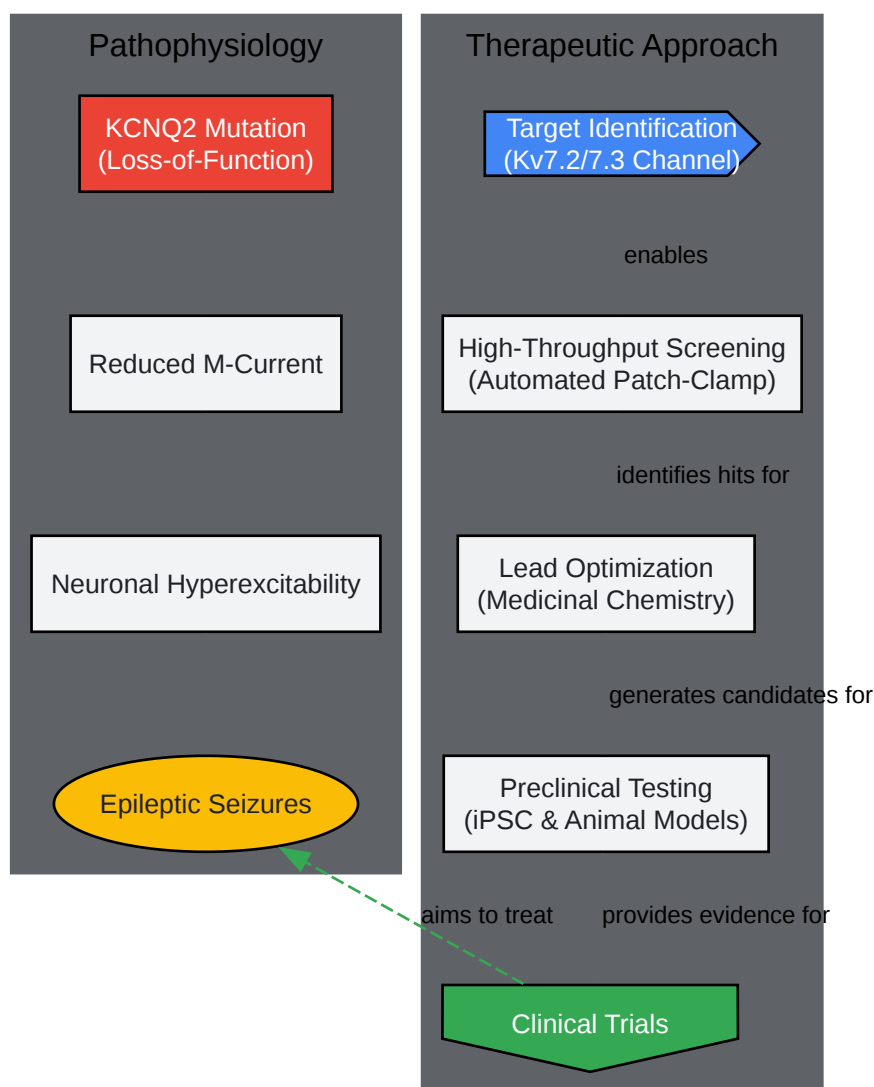 Pathophysiology
KCNQ2 Mutation
(Loss-of-Function)
Reduced M-Current
Neuronal Hyperexcitability
Epileptic Seizures
Therapeutic Approach
Target Identification
(Kv7.2/7.3 Channel)
enables
High-Throughput Screening
(Automated Patch-Clamp)
identifies hits for
Lead Optimization
(Medicinal Chemistry)
generates candidates for
Preclinical Testing
(iPSC & Animal Models)
aims to treat
provides evidence for
Clinical Trials